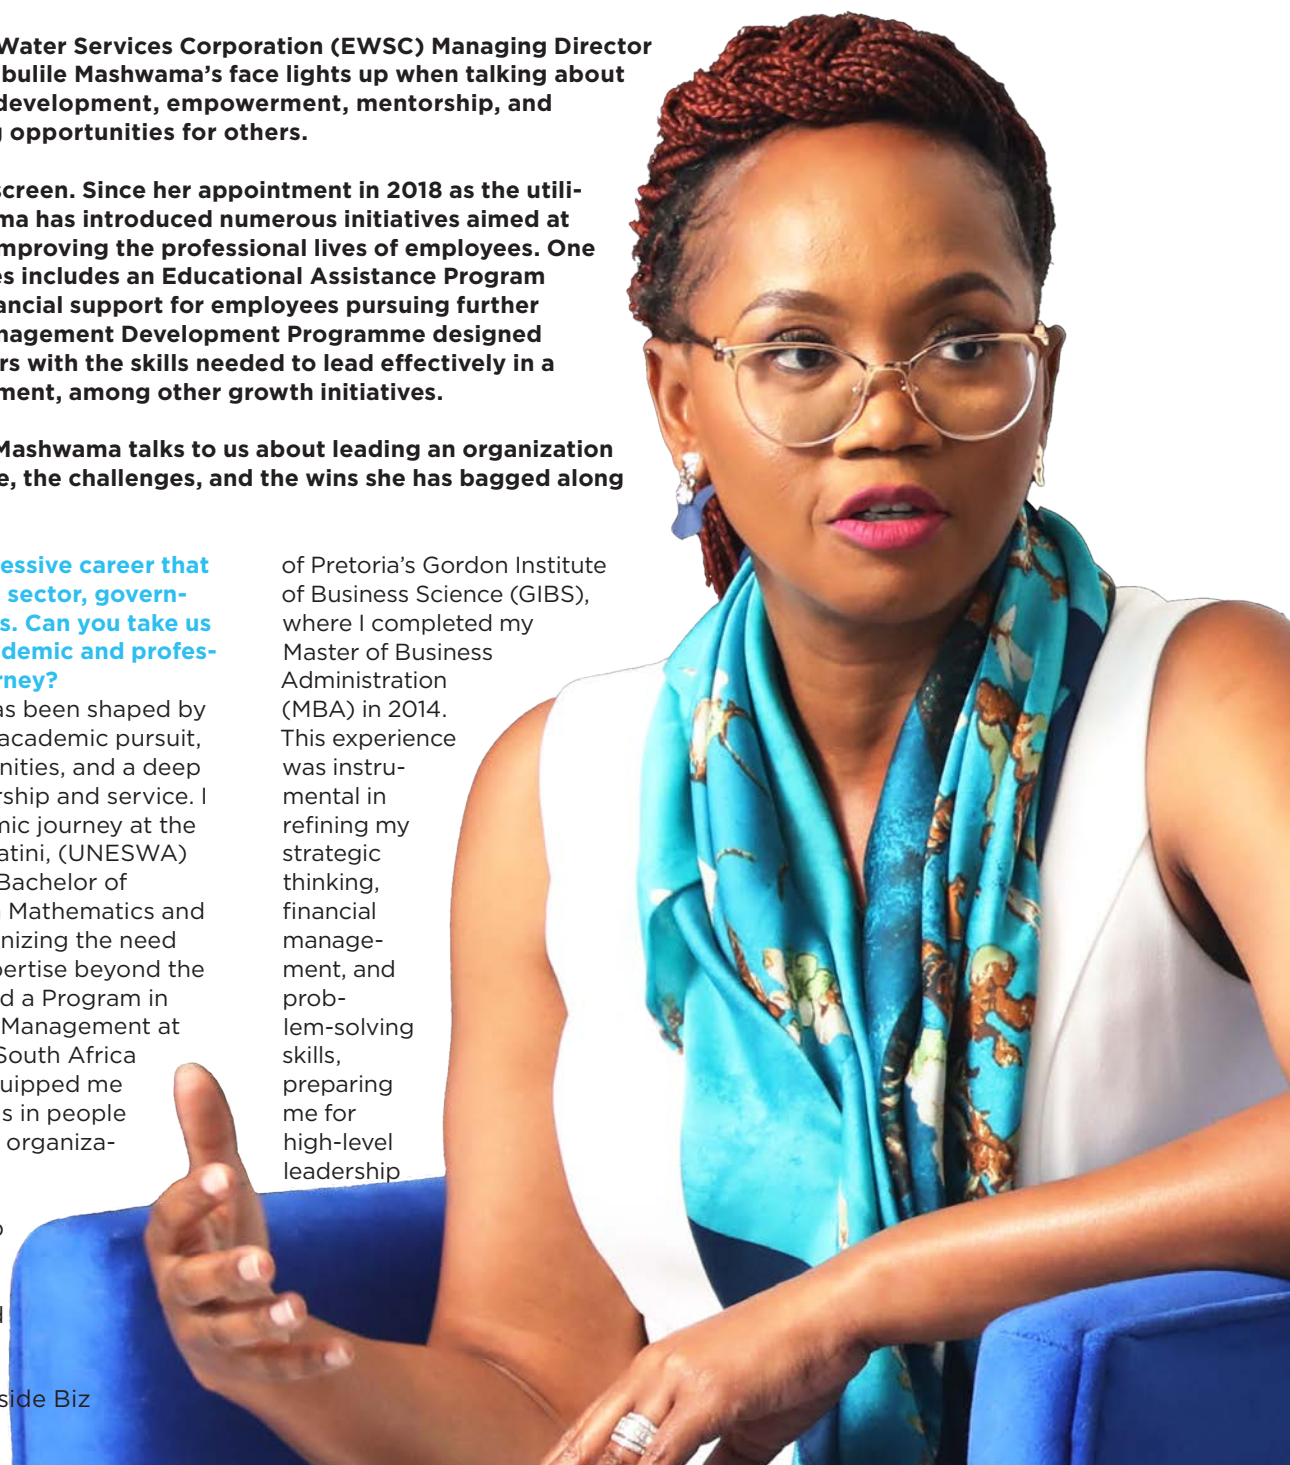 Water Services Corporation (EWSC) Managing Director
bulile Mashwama's face lights up when talking about
development, empowerment, mentorship, and
g opportunities for others.
screen. Since her appointment in 2018 as the utili-
ma has introduced numerous initiatives aimed at
improving the professional lives of employees. One
es includes an Educational Assistance Program
ancial support for employees pursuing further
nagement Development Programme designed
rs with the skills needed to lead effectively in a
ment, among other growth initiatives.
Mashwama talks to us about leading an organization
e, the challenges, and the wins she has bagged along
essive career that
sector, govern-
s. Can you take us
demic and profes-
rney?
as been shaped by
academic pursuit,
nities, and a deep
rship and service. I
mic journey at the
atini, (UNESWA)
Bachelor of
Mathematics and
nizing the need
pertise beyond the
d a Program in
Management at
South Africa
uipped me
s in people
organiza-
side Biz
of Pretoria's Gordon Institute
of Business Science (GIBS),
where I completed my
Master of Business
Administration
(MBA) in 2014.
This experience
was instru-
mental in
refining my
strategic
thinking,
financial
manage-
ment, and
prob-
lem-solving
skills,
preparing
me for
high-level
leadership